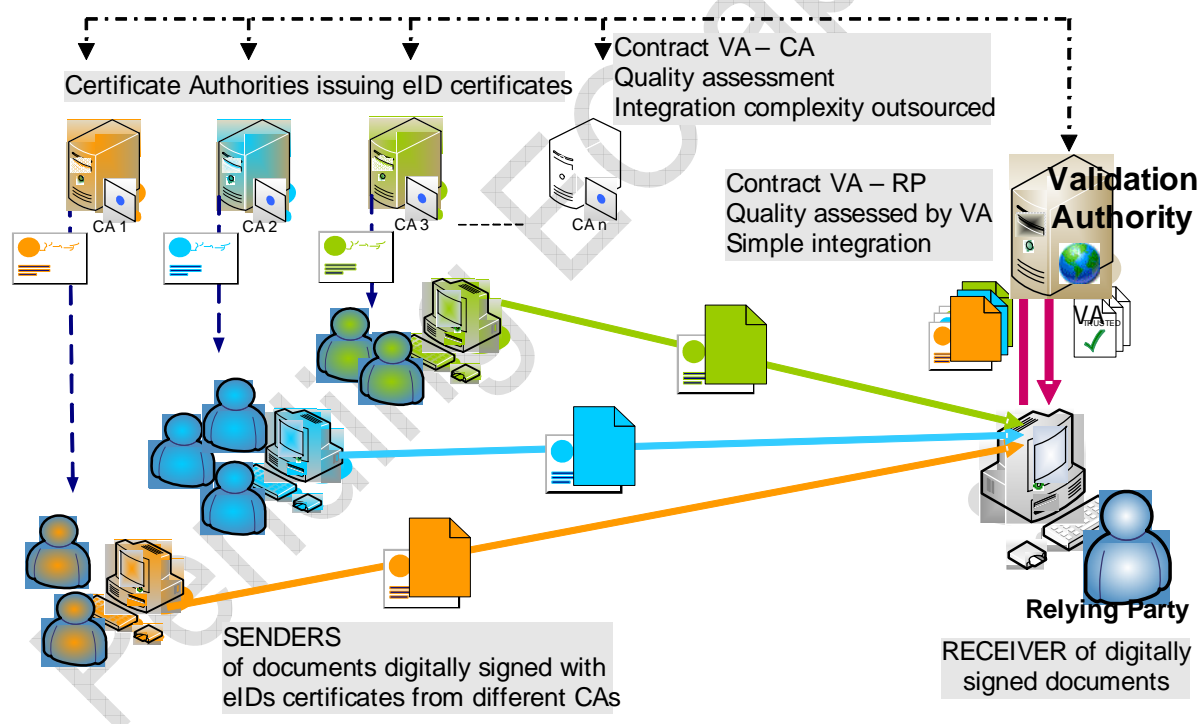 Contract VA – CA
Quality assessment
Integration complexity outsourced
Certificate Authorities issuing eID certificates
CA 1
CA 2
CA 3
CA n
Contract VA – RP
Quality assessed by VA
Simple integration
Validation
Authority
VA
TRUSTED
Relying Party
SENDERS
of documents digitally signed with
eIDs certificates from different CAs
RECEIVER of digitally
signed documents